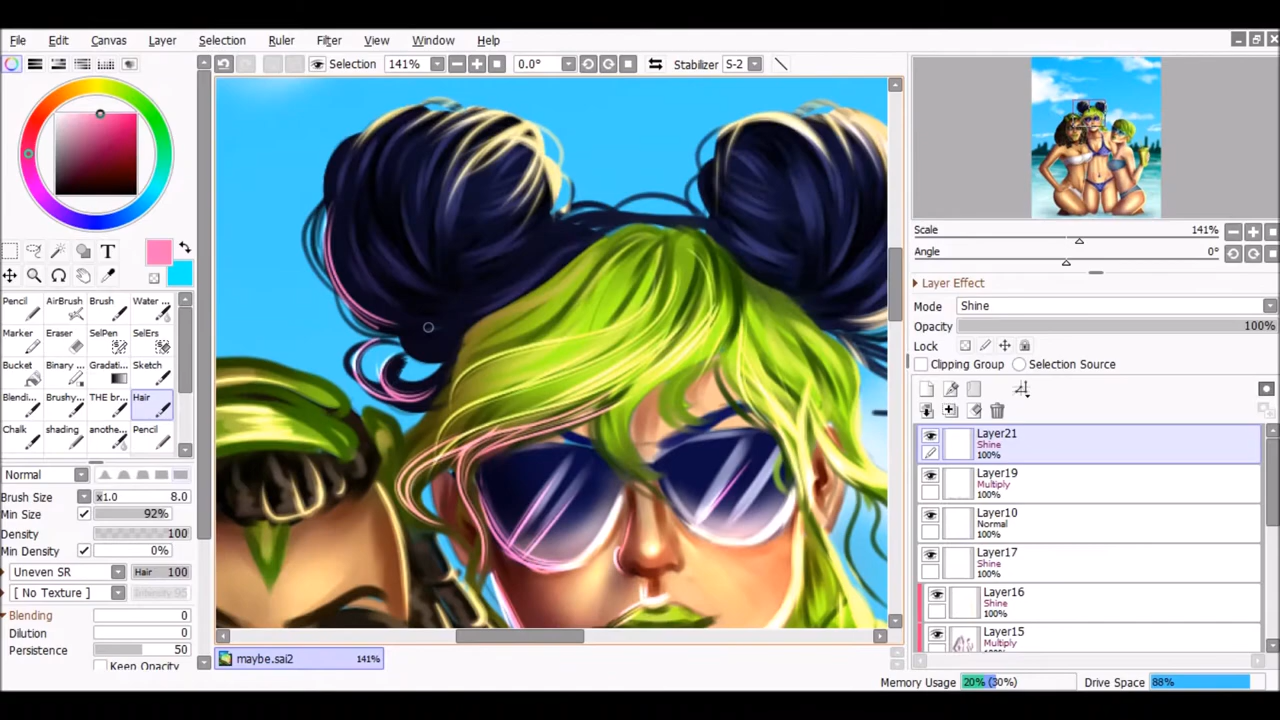 File Edit Canvas Layer Selection Ruler Filter View Window Help
Selection 141% 0.0° Stabilizer S-2
T
Pencil AirBrush Brush Water ...
Marker Eraser SelPen SelErs
Bucket Binary ... Gradati... Sketch
Blendi... Brushy... THE br... Hair
Chalk shading anothe... Pencil
Normal
Brush Size x1.0 8.0
Min Size 92%
Density 100
Min Density 0%
Uneven SR Hair 100
[ No Texture ] Intensity 95
Blending 0
Dilution 0
Persistence 50
Keep Opacity
maybe.sai2 141%
Scale 141%
Angle 0°
Layer Effect
Mode Shine
Opacity 100%
Lock
Clipping Group Selection Source
Layer21
Shine
100%
Layer19
Multiply
100%
Layer10
Normal
100%
Layer17
Shine
100%
Layer16
Shine
100%
Layer15
Multiply
Memory Usage 20% (30%) Drive Space 88%